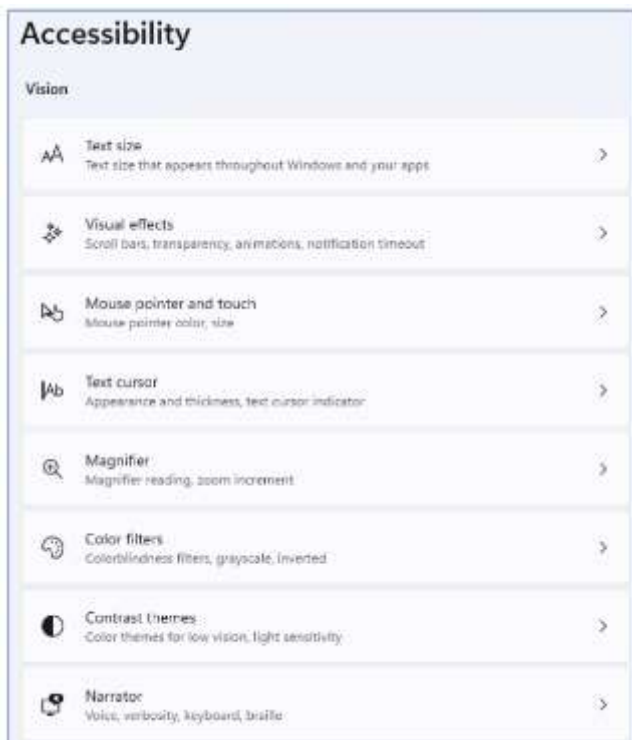 Accessibility
Vision
Text size
Text size that appears throughout Windows and your apps
Visual effects
Scroll bars, transparency, animations, notification timeout
Mouse pointer and touch
Mouse pointer color, size
Text cursor
Appearance and thickness, text cursor indicator
Magnifier
Magnifier reading, zoom increment
Color filters
Colorblindness filters, grayscale, inverted
Contrast themes
Color themes for low vision, light sensitivity
Narrator
Voice, verbosity, keyboard, braille